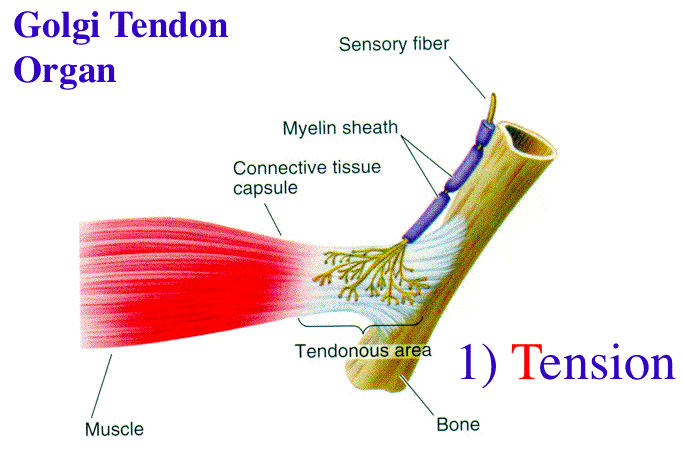 Golgi Tendon
Organ
Sensory fiber
Myelin sheath
Connective tissue
capsule
Tendonous area
1) Tension
Muscle
Bone